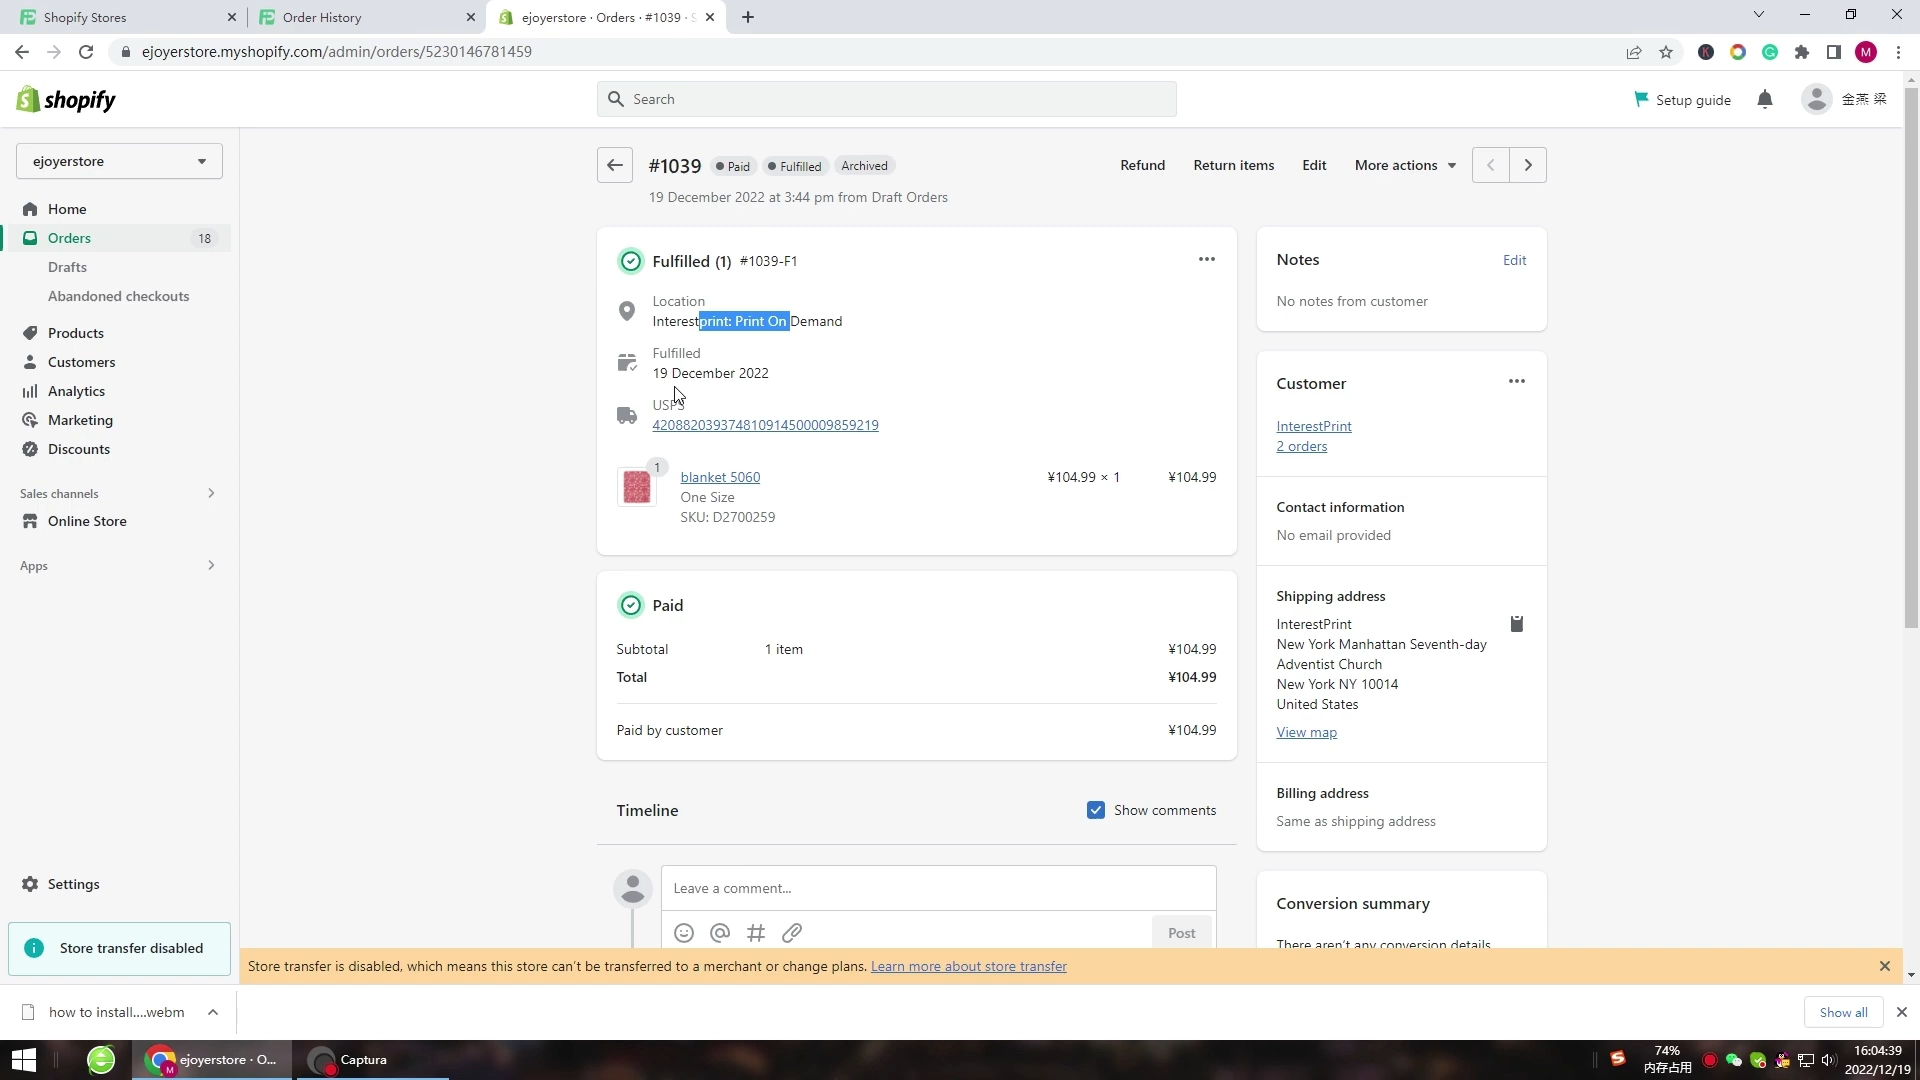 Shopify Stores
Order History
ejoyerstore · Orders · #1039 · S
ejoyerstore.myshopify.com/admin/orders/5230146781459
M
shopify
Search
Setup guide
金燕 梁
ejoyerstore
Home
Orders
18
Drafts
Abandoned checkouts
Products
Customers
Analytics
Marketing
Discounts
Sales channels
Online Store
Apps
Settings
Store transfer disabled
#1039
Paid
Fulfilled
Archived
Refund
Return items
Edit
More actions
19 December 2022 at 3:44 pm from Draft Orders
Fulfilled (1)
#1039-F1
Location
Interestprint: Print On Demand
Fulfilled
19 December 2022
USPS
4208820393748109145000098592​19
1
blanket 5060
¥104.99 × 1
¥104.99
One Size
SKU: D2700259
Paid
Subtotal
1 item
¥104.99
Total
¥104.99
Paid by customer
¥104.99
Timeline
Show comments
Leave a comment...
Post
Notes
Edit
No notes from customer
Customer
InterestPrint
2 orders
Contact information
No email provided
Shipping address
InterestPrint
New York Manhattan Seventh-day
Adventist Church
New York NY 10014
United States
View map
Billing address
Same as shipping address
Conversion summary
There aren't any conversion details
Store transfer is disabled, which means this store can't be transferred to a merchant or change plans. Learn more about store transfer
how to install....webm
Show all
ejoyerstore · O...
Captura
74%
内存占用
16:04:39
2022/12/19